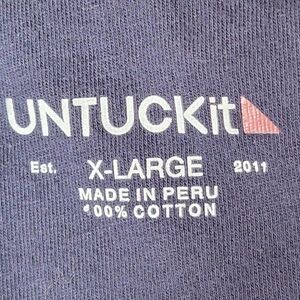 UNTUCKit
Est. X-LARGE 2011
MADE IN PERU
100% COTTON